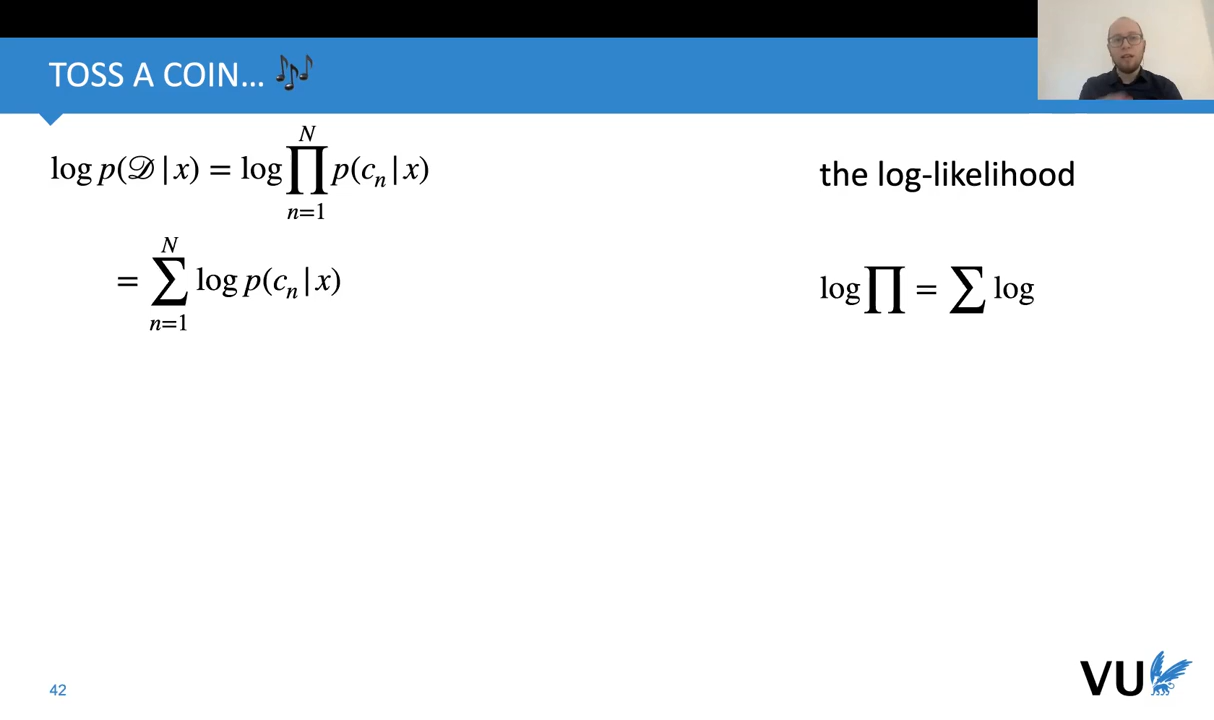 TOSS A COIN… 🎶
log p(𝒟 | x) = log ∏_{n=1}^{N} p(c_n | x)
the log-likelihood
= ∑_{n=1}^{N} log p(c_n | x)
log ∏ = ∑ log
42
VU